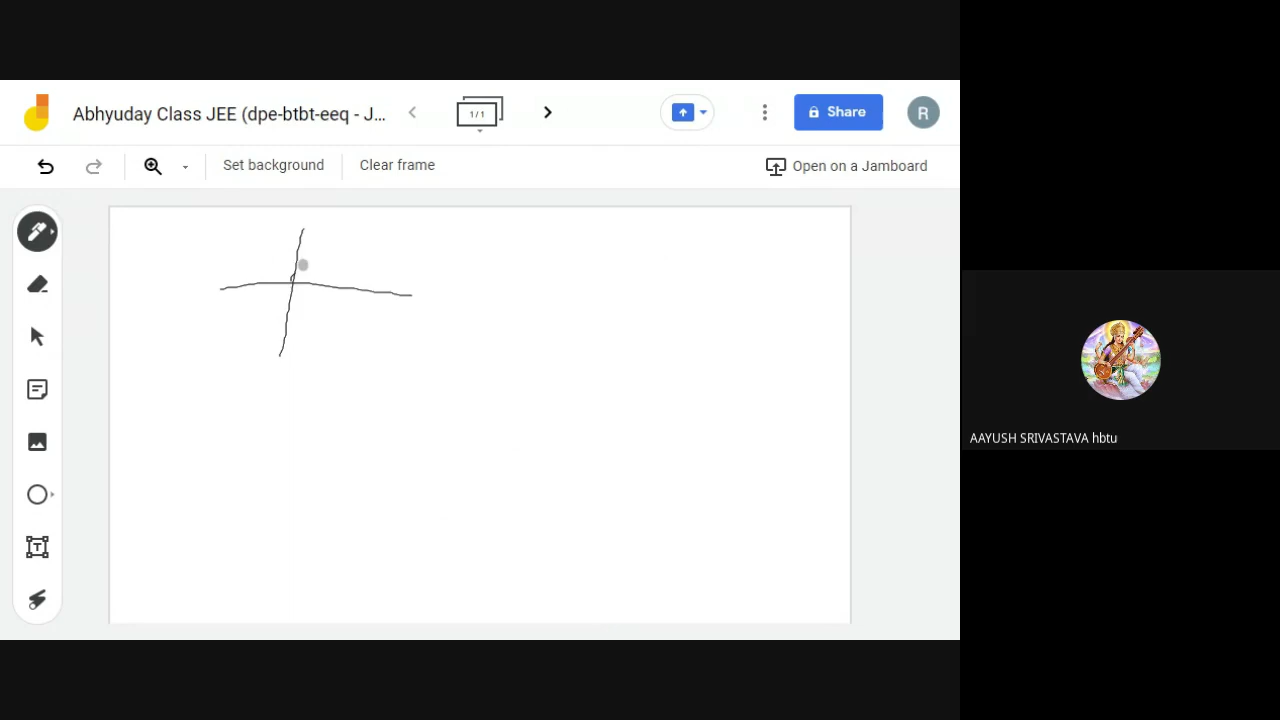 Abhyuday Class JEE (dpe-btbt-eeq - J...
1/1
Share
R
Set background
Clear frame
Open on a Jamboard
T
AAYUSH SRIVASTAVA hbtu